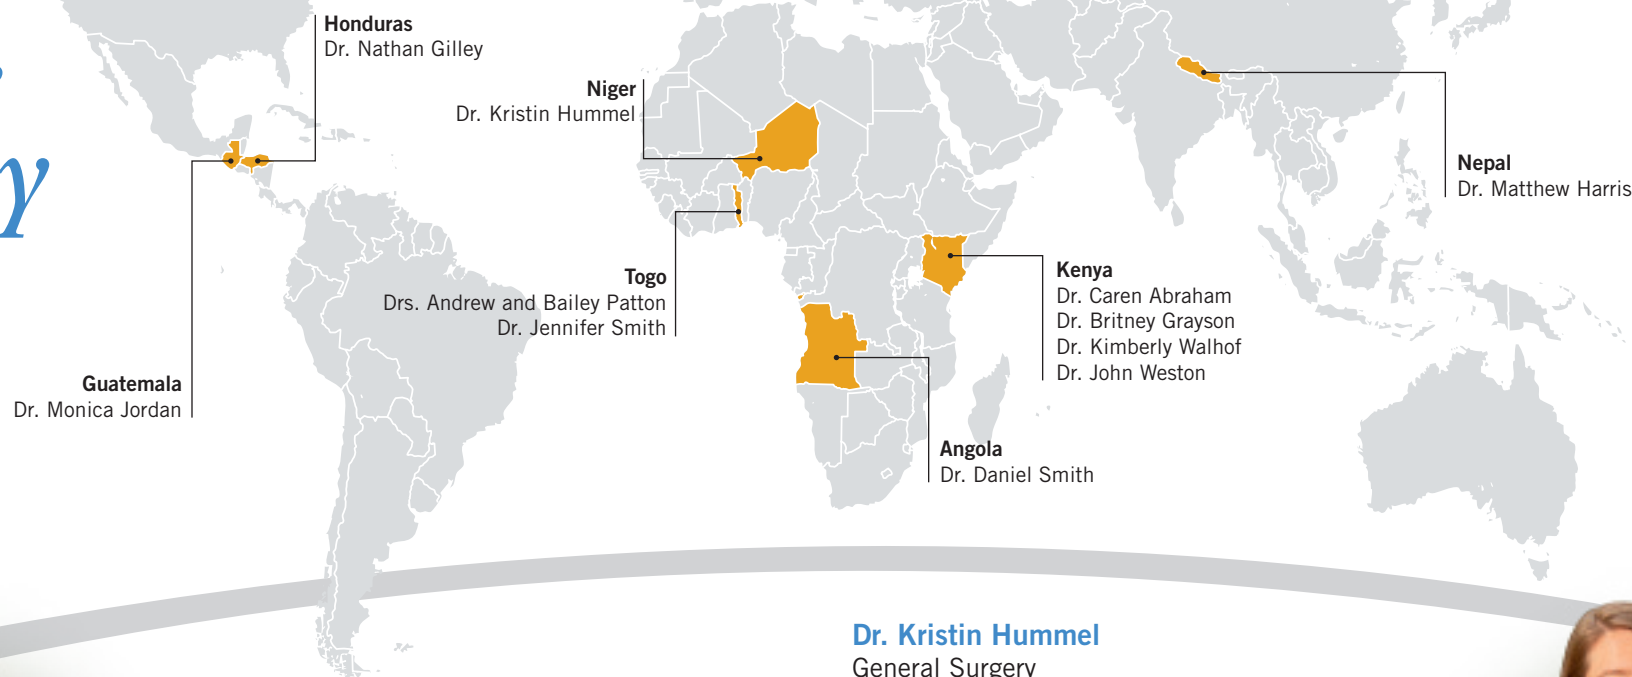 y
Honduras
Dr. Nathan Gilley
Niger
Dr. Kristin Hummel
Nepal
Dr. Matthew Harris
Togo
Drs. Andrew and Bailey Patton
Dr. Jennifer Smith
Kenya
Dr. Caren Abraham
Dr. Britney Grayson
Dr. Kimberly Walhof
Dr. John Weston
Guatemala
Dr. Monica Jordan
Angola
Dr. Daniel Smith
Dr. Kristin Hummel
General Surgery